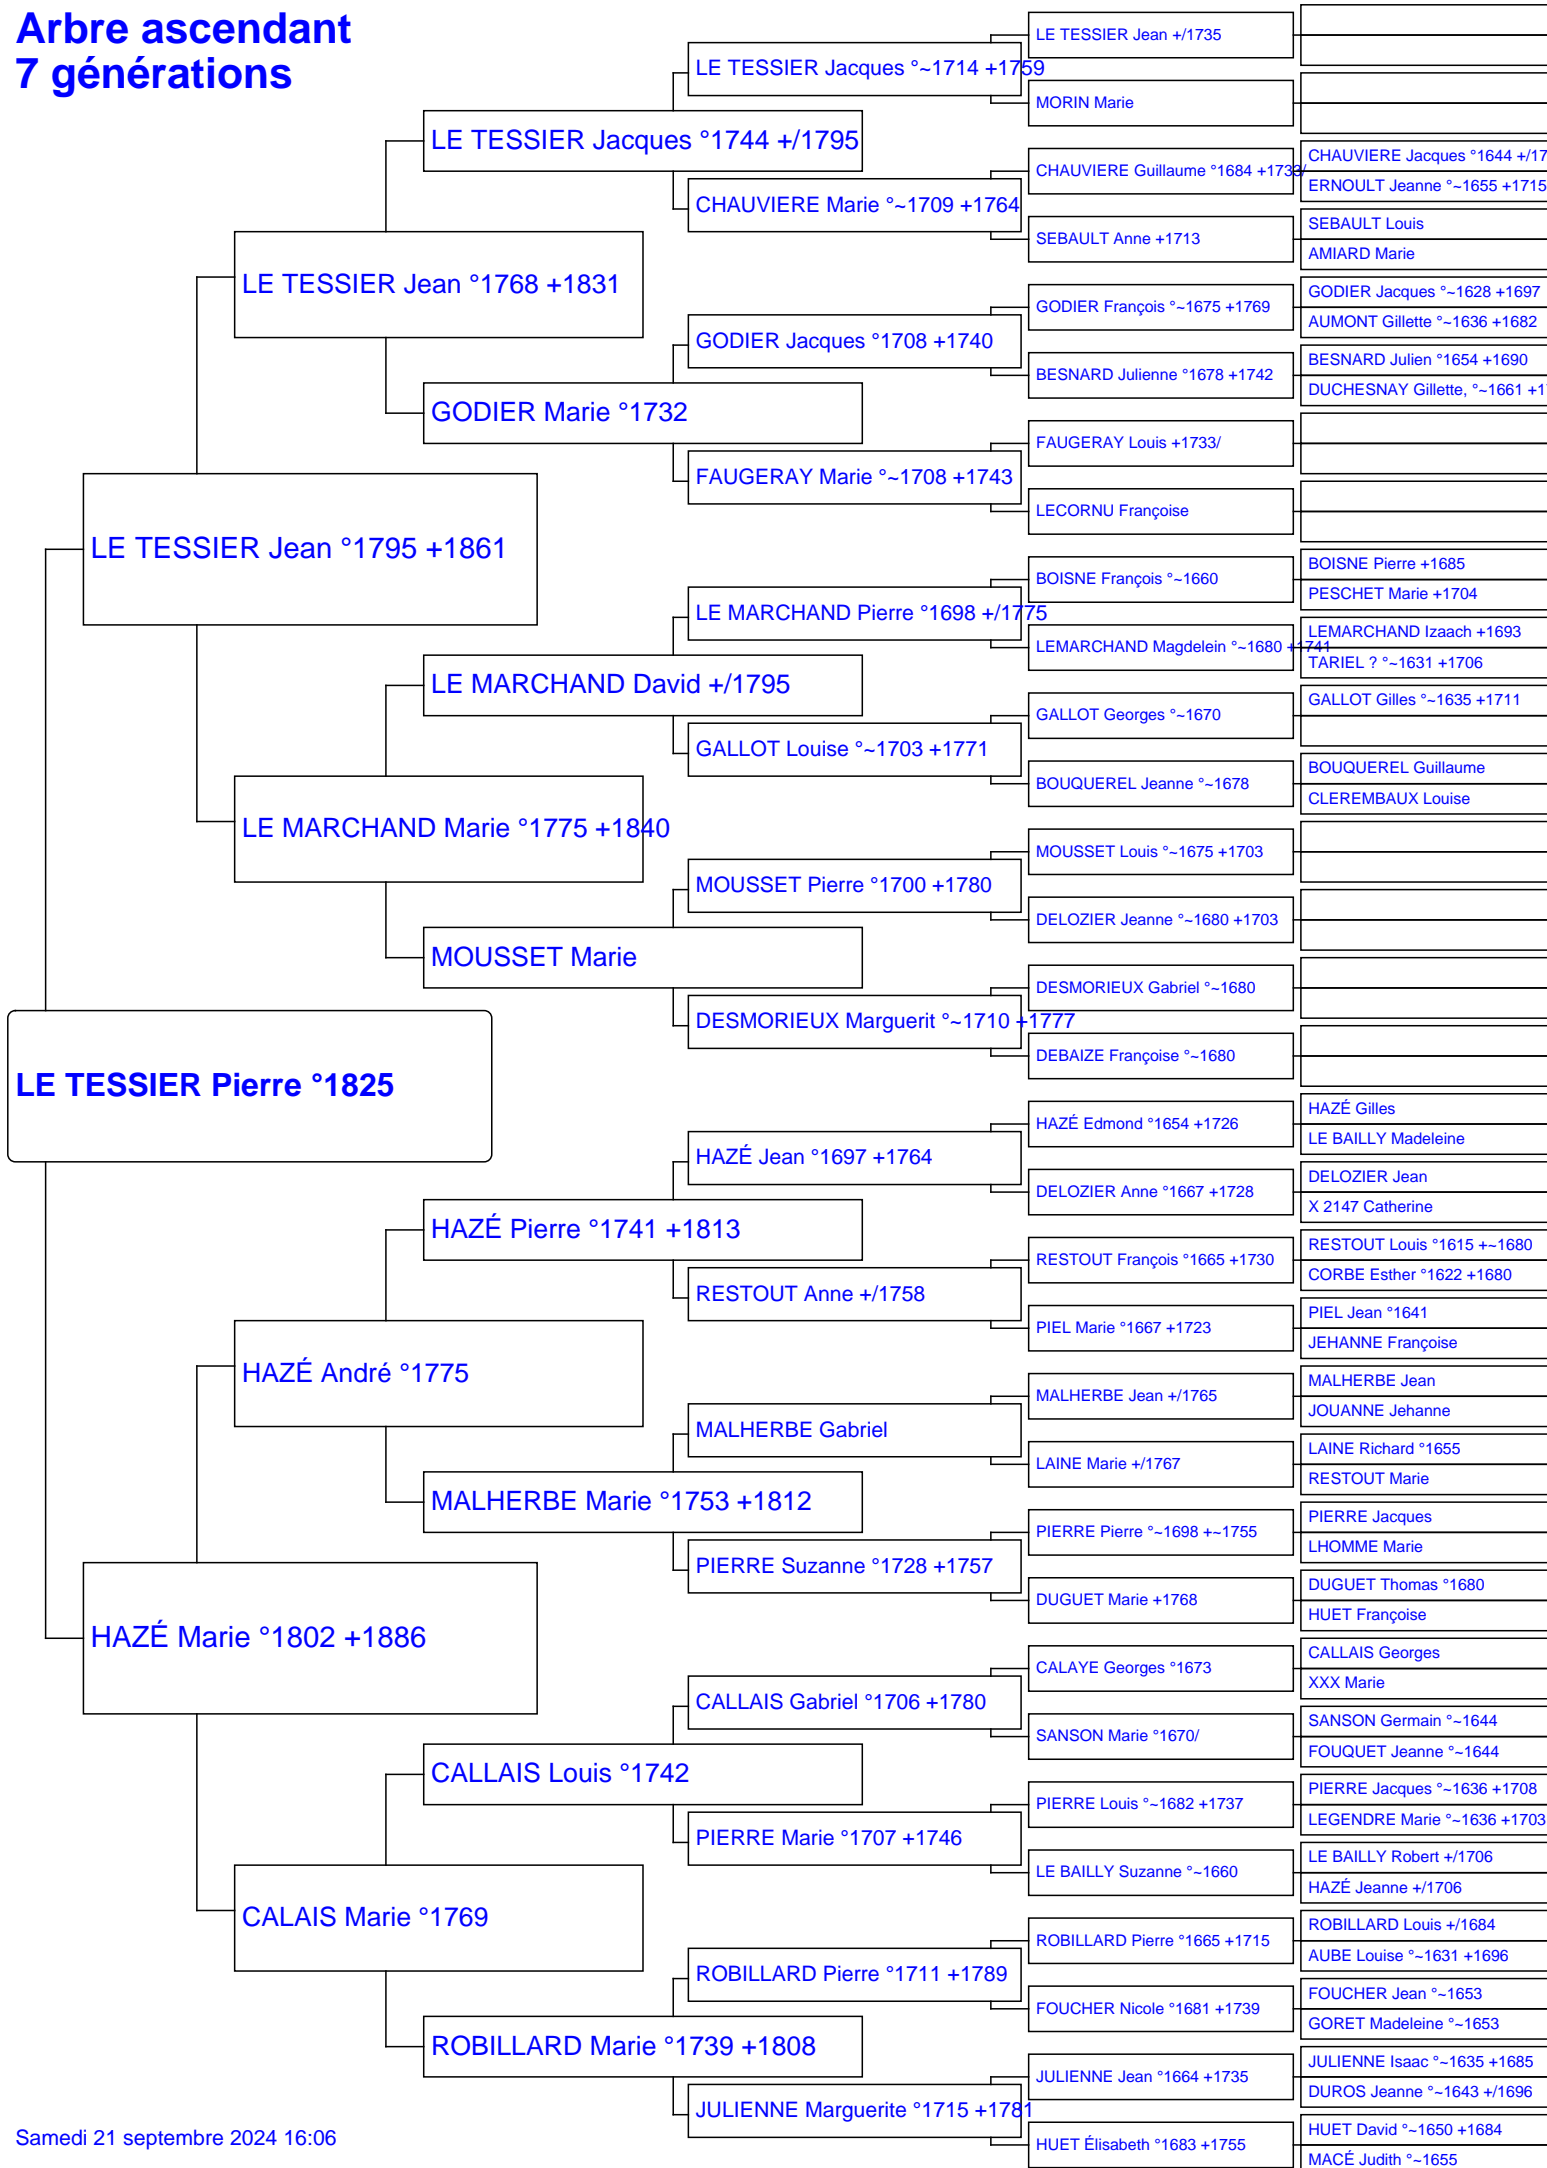 Arbre ascendant
7 générations
LE TESSIER Pierre °1825
LE TESSIER Jean °1795 +1861
HAZÉ Marie °1802 +1886
LE TESSIER Jean °1768 +1831
LE MARCHAND Marie °1775 +1840
HAZÉ André °1775
CALAIS Marie °1769
LE TESSIER Jacques °1744 +/1795
GODIER Marie °1732
LE MARCHAND David +/1795
MOUSSET Marie
HAZÉ Pierre °1741 +1813
MALHERBE Marie °1753 +1812
CALLAIS Louis °1742
ROBILLARD Marie °1739 +1808
LE TESSIER Jacques °~1714 +1759
CHAUVIERE Marie °~1709 +1764
GODIER Jacques °1708 +1740
FAUGERAY Marie °~1708 +1743
LE MARCHAND Pierre °1698 +/1775
GALLOT Louise °~1703 +1771
MOUSSET Pierre °1700 +1780
DESMORIEUX Marguerit °~1710 +1777
HAZÉ Jean °1697 +1764
RESTOUT Anne +/1758
MALHERBE Gabriel
PIERRE Suzanne °1728 +1757
CALLAIS Gabriel °1706 +1780
PIERRE Marie °1707 +1746
ROBILLARD Pierre °1711 +1789
JULIENNE Marguerite °1715 +1781
LE TESSIER Jean +/1735
MORIN Marie
CHAUVIERE Guillaume °1684 +1733/
SEBAULT Anne +1713
GODIER François °~1675 +1769
BESNARD Julienne °1678 +1742
FAUGERAY Louis +1733/
LECORNU Françoise
BOISNE François °~1660
LEMARCHAND Magdelein °~1680 +1741
GALLOT Georges °~1670
BOUQUEREL Jeanne °~1678
MOUSSET Louis °~1675 +1703
DELOZIER Jeanne °~1680 +1703
DESMORIEUX Gabriel °~1680
DEBAIZE Françoise °~1680
HAZÉ Edmond °1654 +1726
DELOZIER Anne °1667 +1728
RESTOUT François °1665 +1730
PIEL Marie °1667 +1723
MALHERBE Jean +/1765
LAINE Marie +/1767
PIERRE Pierre °~1698 +~1755
DUGUET Marie +1768
CALAYE Georges °1673
SANSON Marie °1670/
PIERRE Louis °~1682 +1737
LE BAILLY Suzanne °~1660
ROBILLARD Pierre °1665 +1715
FOUCHER Nicole °1681 +1739
JULIENNE Jean °1664 +1735
HUET Élisabeth °1683 +1755
CHAUVIERE Jacques °1644 +/17
ERNOULT Jeanne °~1655 +1715
SEBAULT Louis
AMIARD Marie
GODIER Jacques °~1628 +1697
AUMONT Gillette °~1636 +1682
BESNARD Julien °1654 +1690
DUCHESNAY Gillette, °~1661 +1
BOISNE Pierre +1685
PESCHET Marie +1704
LEMARCHAND Izaach +1693
TARIEL ? °~1631 +1706
GALLOT Gilles °~1635 +1711
BOUQUEREL Guillaume
CLEREMBAUX Louise
HAZÉ Gilles
LE BAILLY Madeleine
DELOZIER Jean
X 2147 Catherine
RESTOUT Louis °1615 +~1680
CORBE Esther °1622 +1680
PIEL Jean °1641
JEHANNE Françoise
MALHERBE Jean
JOUANNE Jehanne
LAINE Richard °1655
RESTOUT Marie
PIERRE Jacques
LHOMME Marie
DUGUET Thomas °1680
HUET Françoise
CALLAIS Georges
XXX Marie
SANSON Germain °~1644
FOUQUET Jeanne °~1644
PIERRE Jacques °~1636 +1708
LEGENDRE Marie °~1636 +1703
LE BAILLY Robert +/1706
HAZÉ Jeanne +/1706
ROBILLARD Louis +/1684
AUBE Louise °~1631 +1696
FOUCHER Jean °~1653
GORET Madeleine °~1653
JULIENNE Isaac °~1635 +1685
DUROS Jeanne °~1643 +/1696
HUET David °~1650 +1684
MACÉ Judith °~1655
Samedi 21 septembre 2024 16:06